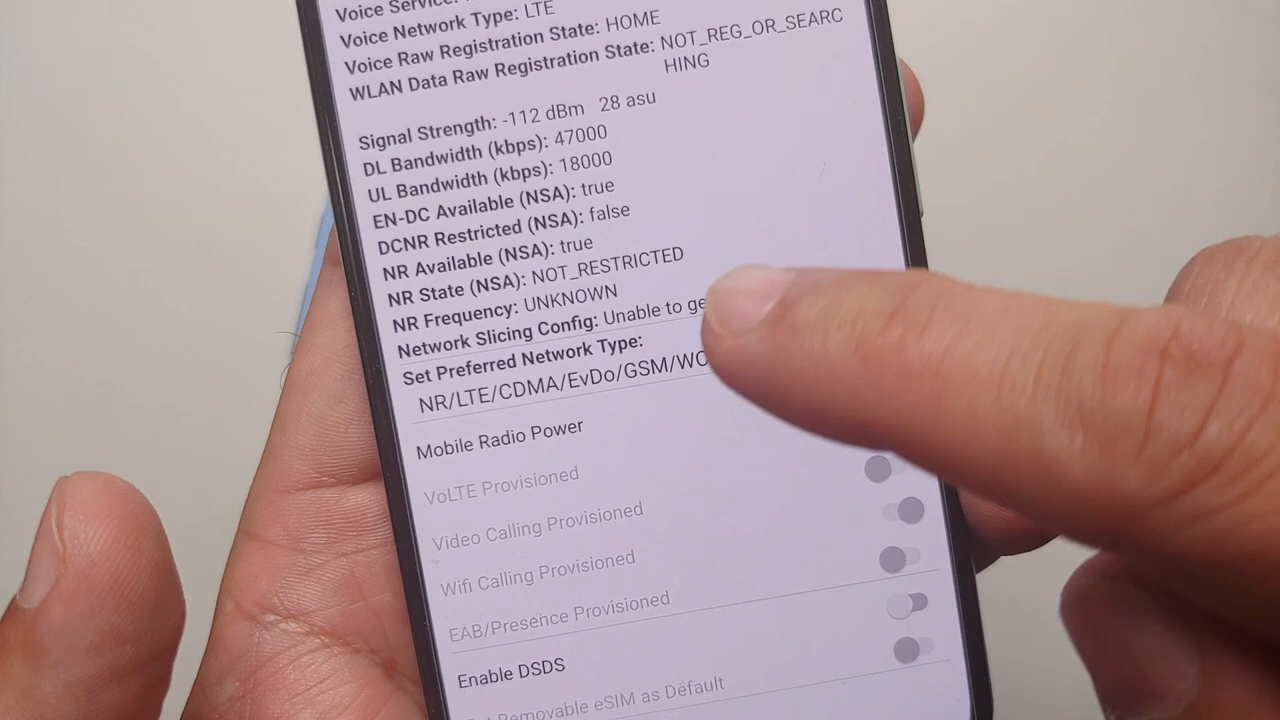 Voice Service:
Voice Network Type: LTE
Voice Raw Registration State: HOME
WLAN Data Raw Registration State: NOT_REG_OR_SEARC
HING
Signal Strength: -112 dBm 28 asu
DL Bandwidth (kbps): 47000
UL Bandwidth (kbps): 18000
EN-DC Available (NSA): true
DCNR Restricted (NSA): false
NR Available (NSA): true
NR State (NSA): NOT_RESTRICTED
NR Frequency: UNKNOWN
Network Slicing Config: Unable to ge
Set Preferred Network Type:
NR/LTE/CDMA/EvDo/GSM/WC
Mobile Radio Power
VoLTE Provisioned
Video Calling Provisioned
Wifi Calling Provisioned
EAB/Presence Provisioned
Enable DSDS
Removable eSIM as Default